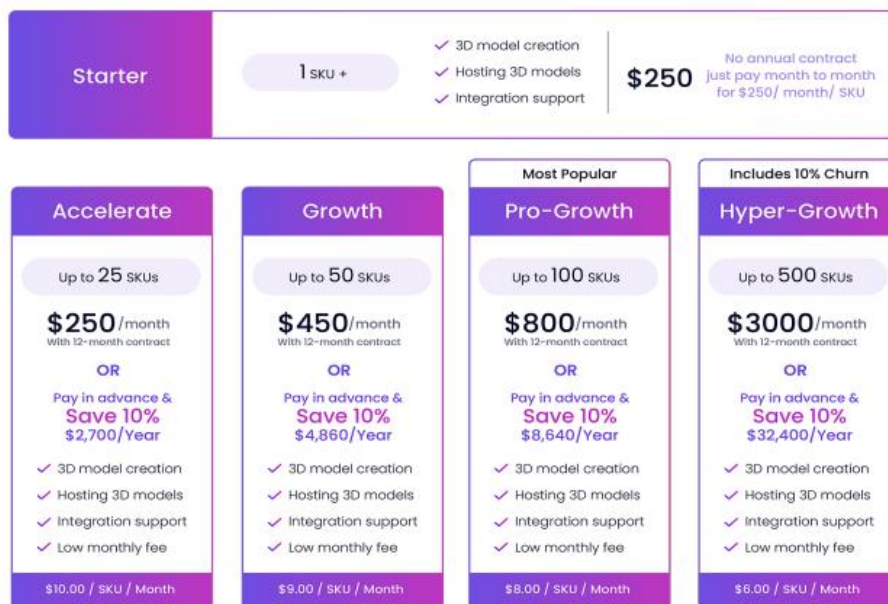 Starter
1 SKU +
3D model creation
Hosting 3D models
Integration support
$250
No annual contract
just pay month to month
for $250/ month/ SKU
Accelerate
Up to 25 SKUs
$250/month
With 12-month contract
OR
Pay in advance &
Save 10%
$2,700/Year
3D model creation
Hosting 3D models
Integration support
Low monthly fee
$10.00 / SKU / Month
Growth
Up to 50 SKUs
$450/month
With 12-month contract
OR
Pay in advance &
Save 10%
$4,860/Year
3D model creation
Hosting 3D models
Integration support
Low monthly fee
$9.00 / SKU / Month
Most Popular
Pro-Growth
Up to 100 SKUs
$800/month
With 12-month contract
OR
Pay in advance &
Save 10%
$8,640/Year
3D model creation
Hosting 3D models
Integration support
Low monthly fee
$8.00 / SKU / Month
Includes 10% Churn
Hyper-Growth
Up to 500 SKUs
$3000/month
With 12-month contract
OR
Pay in advance &
Save 10%
$32,400/Year
3D model creation
Hosting 3D models
Integration support
Low monthly fee
$6.00 / SKU / Month